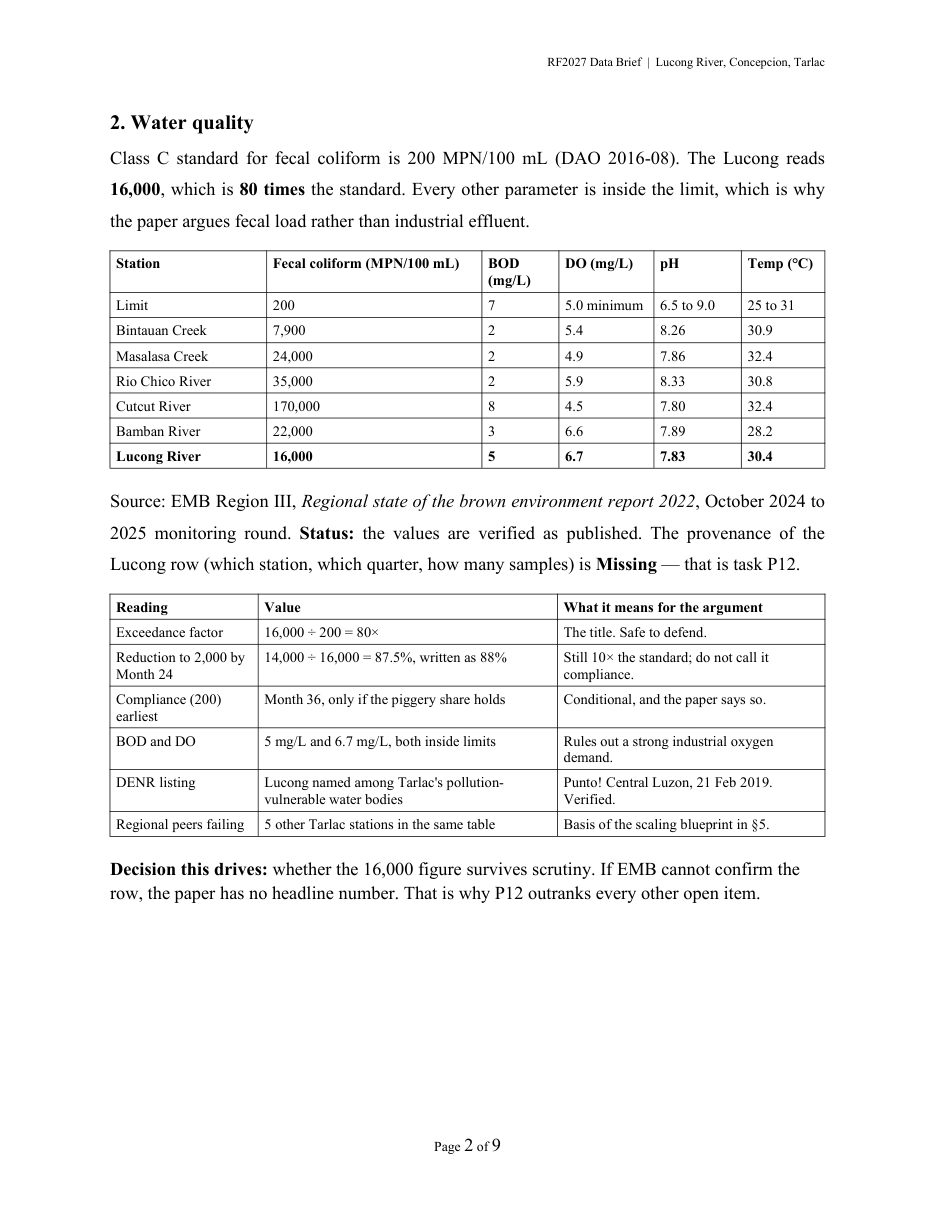 RF2027 Data Brief | Lucong River, Concepcion, Tarlac
2. Water quality
Class C standard for fecal coliform is 200 MPN/100 mL (DAO 2016-08). The Lucong reads
16,000, which is 80 times the standard. Every other parameter is inside the limit, which is why
the paper argues fecal load rather than industrial effluent.
Station Fecal coliform (MPN/100 mL) BOD (mg/L) DO (mg/L) pH Temp (°C)
Limit 200 7 5.0 minimum 6.5 to 9.0 25 to 31
Bintauan Creek 7,900 2 5.4 8.26 30.9
Masalasa Creek 24,000 2 4.9 7.86 32.4
Rio Chico River 35,000 2 5.9 8.33 30.8
Cutcut River 170,000 8 4.5 7.80 32.4
Bamban River 22,000 3 6.6 7.89 28.2
Lucong River 16,000 5 6.7 7.83 30.4
Source: EMB Region III, Regional state of the brown environment report 2022, October 2024 to
2025 monitoring round. Status: the values are verified as published. The provenance of the
Lucong row (which station, which quarter, how many samples) is Missing — that is task P12.
Reading Value What it means for the argument
Exceedance factor 16,000 ÷ 200 = 80× The title. Safe to defend.
Reduction to 2,000 by Month 24 14,000 ÷ 16,000 = 87.5%, written as 88% Still 10× the standard; do not call it compliance.
Compliance (200) earliest Month 36, only if the piggery share holds Conditional, and the paper says so.
BOD and DO 5 mg/L and 6.7 mg/L, both inside limits Rules out a strong industrial oxygen demand.
DENR listing Lucong named among Tarlac's pollution-vulnerable water bodies Punto! Central Luzon, 21 Feb 2019. Verified.
Regional peers failing 5 other Tarlac stations in the same table Basis of the scaling blueprint in §5.
Decision this drives: whether the 16,000 figure survives scrutiny. If EMB cannot confirm the
row, the paper has no headline number. That is why P12 outranks every other open item.
Page 2 of 9